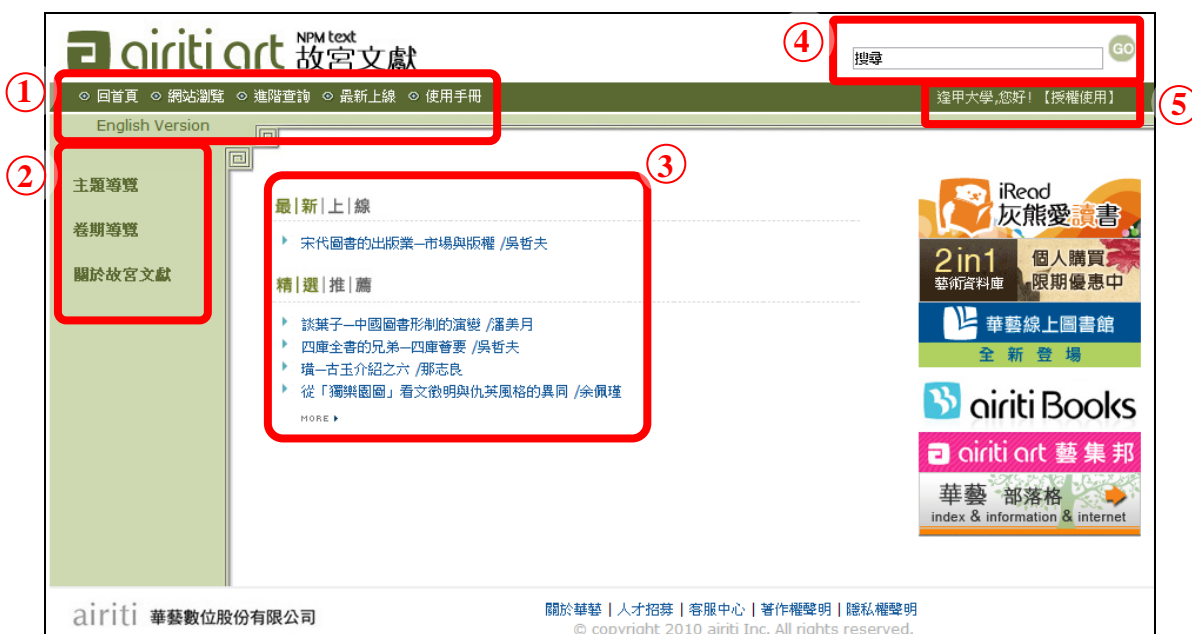 airiti art NPM text 故宮文獻
④
搜尋
GO
①
回首頁 網站瀏覽 進階查詢 最新上線 使用手冊
逢甲大學,您好!【授權使用】
⑤
English Version
②
主題導覽
卷期導覽
關於故宮文獻
③
最|新|上|線
宋代圖書的出版業—市場與版權 /吳哲夫
精|選|推|薦
談葉子—中國圖書形制的演變 /潘美月
四庫全書的兄弟—四庫薈要 /吳哲夫
璜—古玉介紹之六 /那志良
從「獨樂園圖」看文徵明與仇英風格的異同 /余佩瑾
MORE
iRead
灰熊愛讀書
2in1 個人購買
藝術資料庫 限期優惠中
華藝線上圖書館
全新登場
airiti Books
airiti art 藝集邦
華藝 部落格
index & information & internet
airiti 華藝數位股份有限公司
關於華藝 | 人才招募 | 客服中心 | 著作權聲明 | 隱私權聲明
© copyright 2010 airiti Inc. All rights reserved.